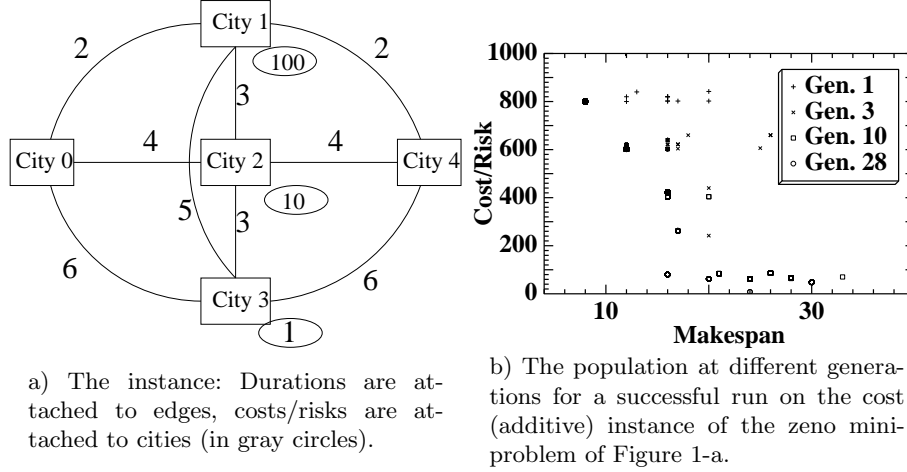 City 1
2
2
100
3
City 0
4
City 2
4
City 4
10
5
3
6
6
City 3
1
a) The instance: Durations are at-
tached to edges, costs/risks are at-
tached to cities (in gray circles).
1000
800
600
400
200
0
Cost/Risk
10
30
Makespan
Gen. 1
Gen. 3
Gen. 10
Gen. 28
b) The population at different genera-
tions for a successful run on the cost
(additive) instance of the zeno mini-
problem of Figure 1-a.